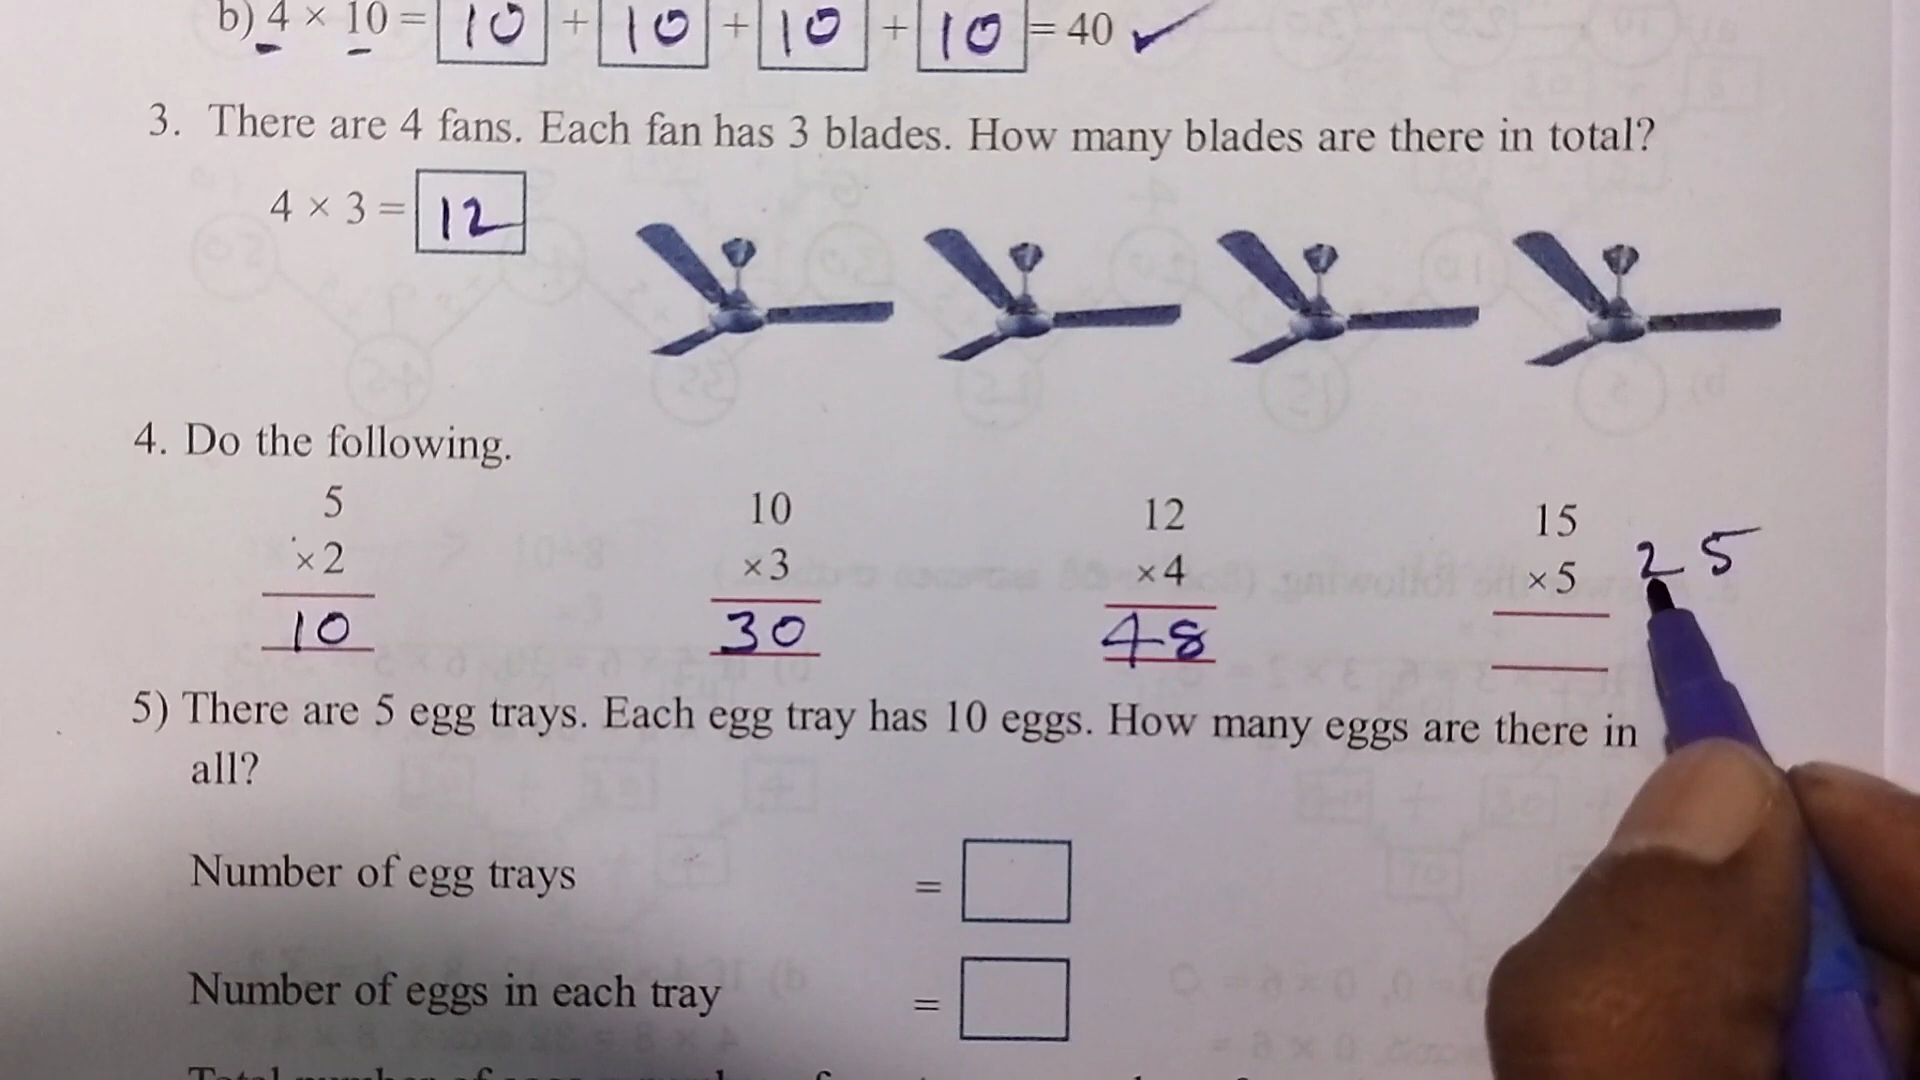 b) 4 × 10 = 10 + 10 + 10 + 10 = 40 ✓
3. There are 4 fans. Each fan has 3 blades. How many blades are there in total?
4 × 3 = 12
4. Do the following.
5 10 12 15
×2 ×3 ×4 ×5 25
10 30 48
5) There are 5 egg trays. Each egg tray has 10 eggs. How many eggs are there in
all?
Number of egg trays =
Number of eggs in each tray =